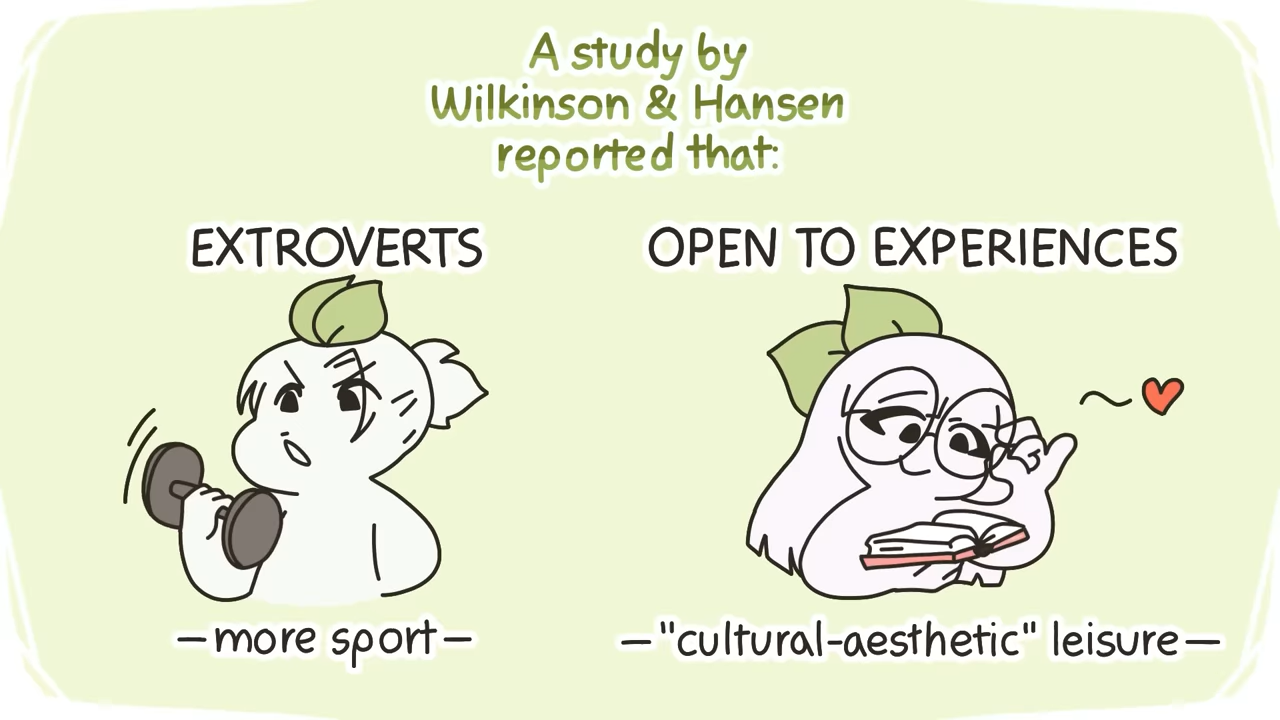 A study by
Wilkinson & Hansen
reported that:
EXTROVERTS
OPEN TO EXPERIENCES
—more sport—
—"cultural-aesthetic" leisure—